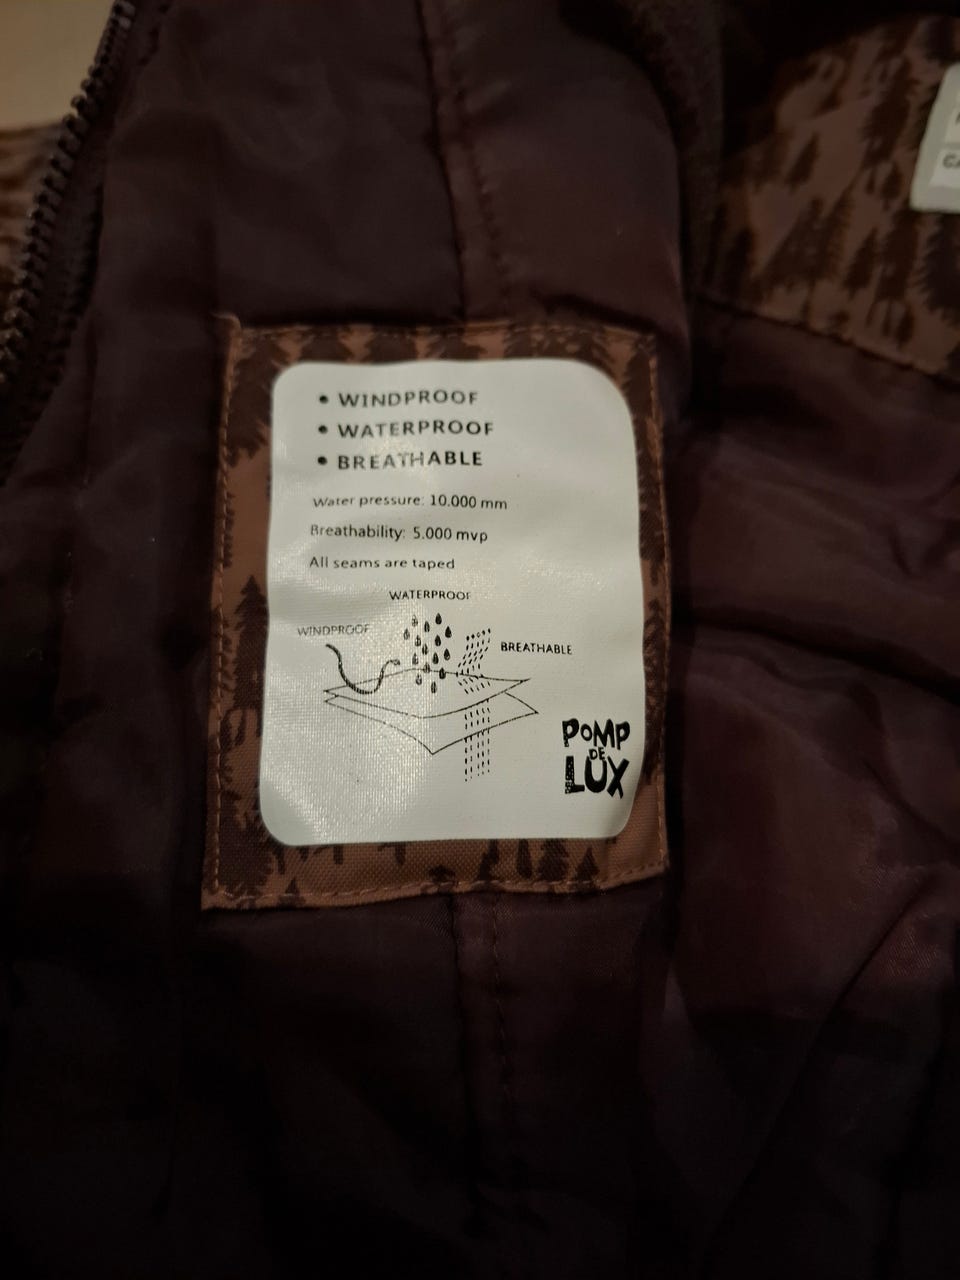 • WINDPROOF
• WATERPROOF
• BREATHABLE
Water pressure: 10.000 mm
Breathability: 5.000 mvp
All seams are taped
WATERPROOF
WINDPROOF
BREATHABLE
POMP
DE
LUX